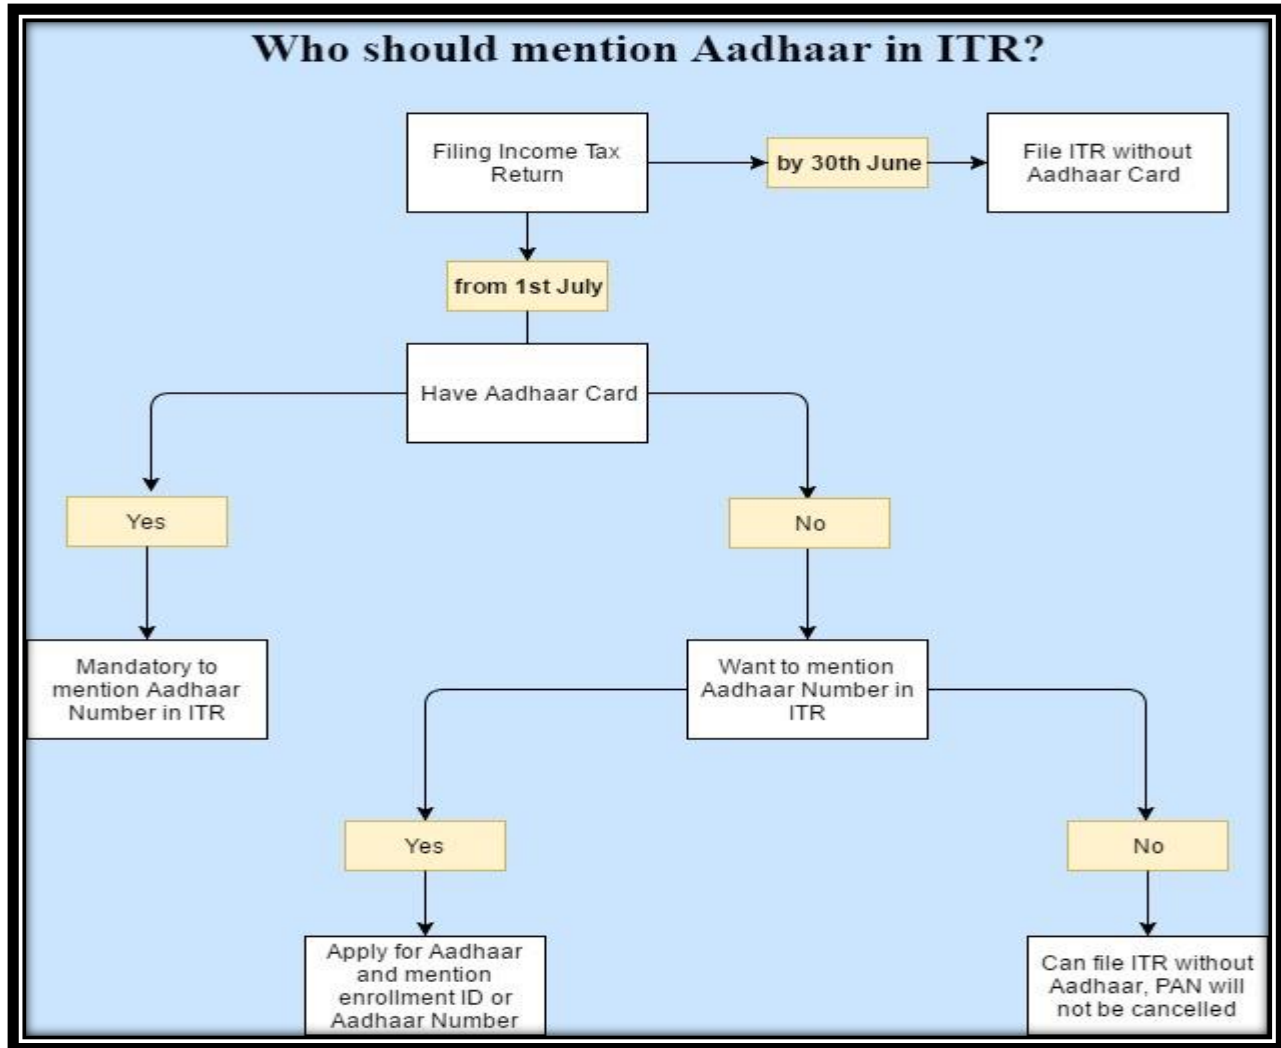 Who should mention Aadhaar in ITR?
Filing Income Tax
Return
by 30th June
File ITR without
Aadhaar Card
from 1st July
Have Aadhaar Card
Yes
No
Mandatory to
mention Aadhaar
Number in ITR
Want to mention
Aadhaar Number in
ITR
Yes
No
Apply for Aadhaar
and mention
enrollment ID or
Aadhaar Number
Can file ITR without
Aadhaar, PAN will
not be cancelled